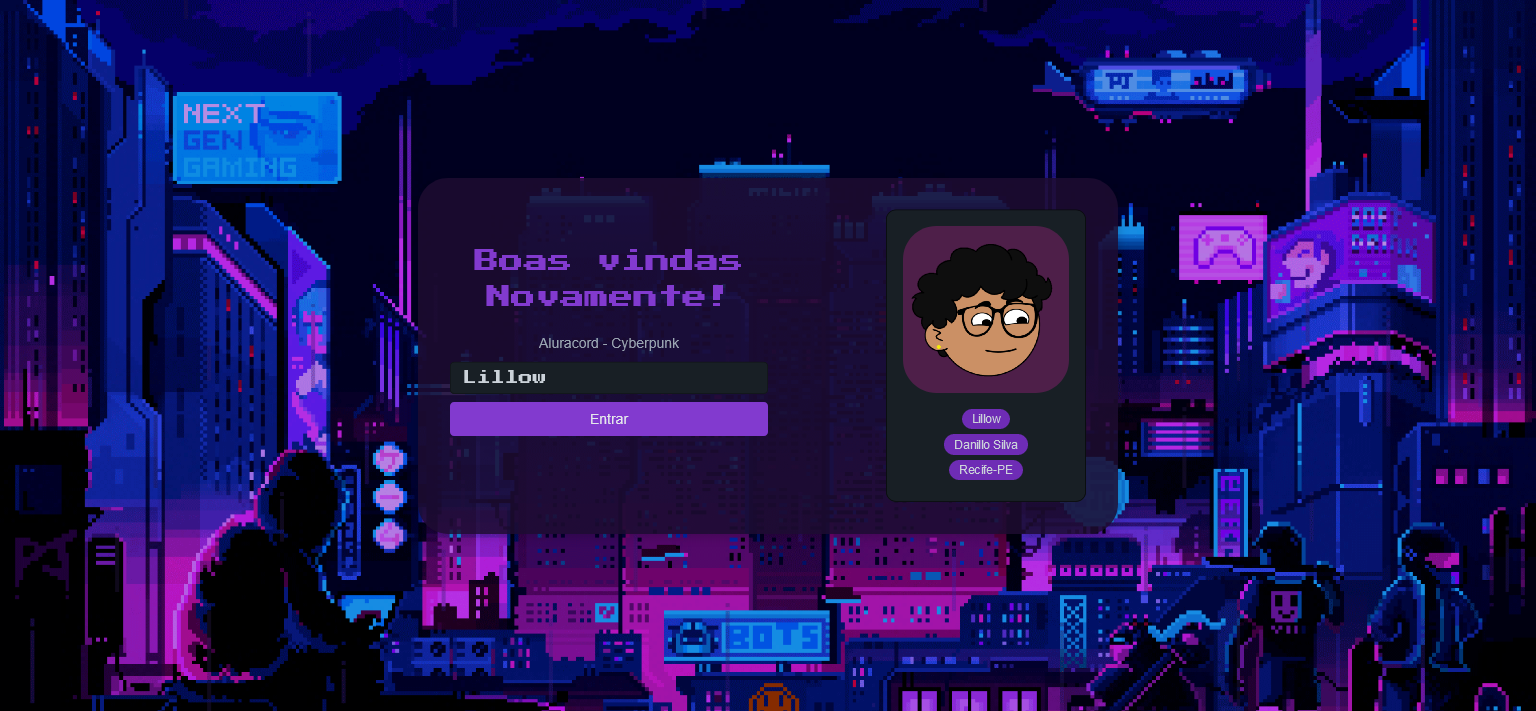 NEXT
GEN
GAMING
Boas vindas
Novamente!
Aluracord - Cyberpunk
Lillow
Entrar
Lillow
Danillo Silva
Recife-PE
BOTS